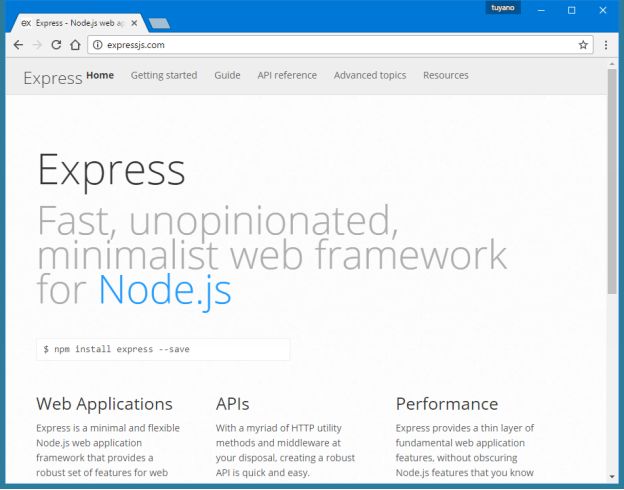 tuyano
ex Express - Node.js web ap
expressjs.com
Express Home Getting started Guide API reference Advanced topics Resources
Express
Fast, unopinionated,
minimalist web framework
for Node.js
$ npm install express --save
Web Applications
Express is a minimal and flexible
Node.js web application
framework that provides a
robust set of features for web
APIs
With a myriad of HTTP utility
methods and middleware at
your disposal, creating a robust
API is quick and easy.
Performance
Express provides a thin layer of
fundamental web application
features, without obscuring
Node.js features that you know